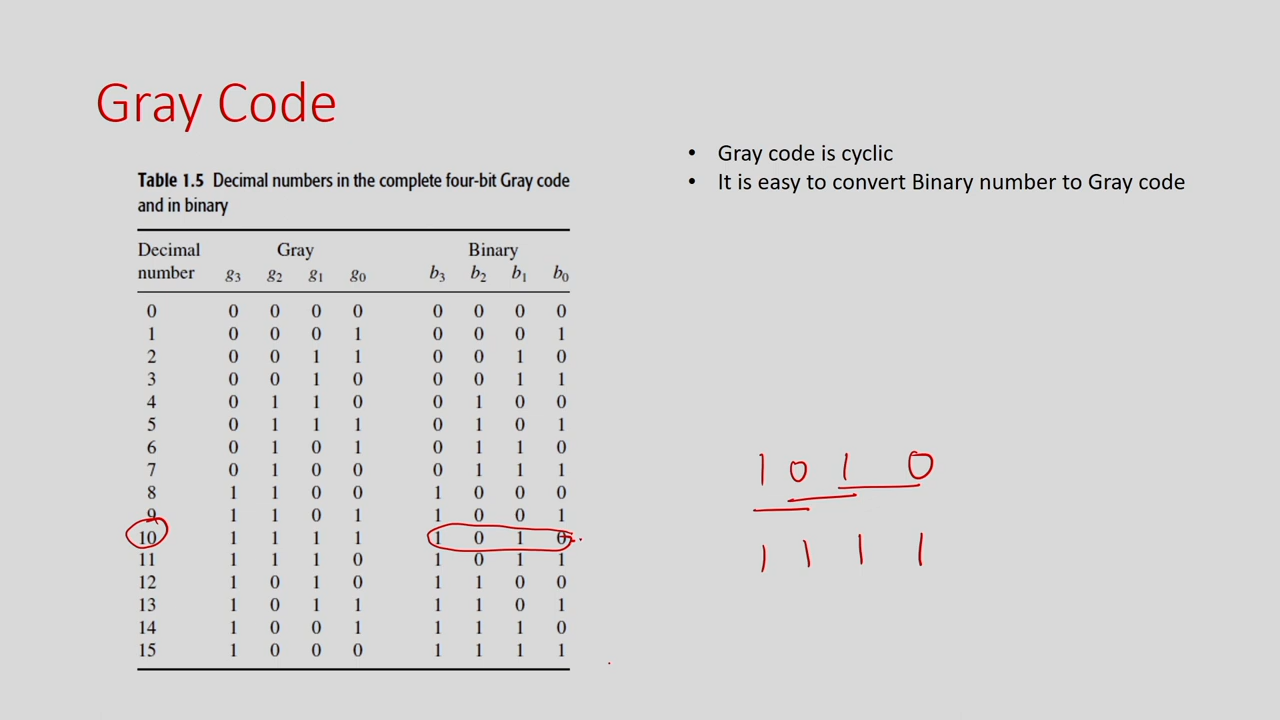 Gray Code
Table 1.5 Decimal numbers in the complete four-bit Gray code
and in binary
Decimal Gray Binary
number g3 g2 g1 g0 b3 b2 b1 b0
0 0 0 0 0 0 0 0 0
1 0 0 0 1 0 0 0 1
2 0 0 1 1 0 0 1 0
3 0 0 1 0 0 0 1 1
4 0 1 1 0 0 1 0 0
5 0 1 1 1 0 1 0 1
6 0 1 0 1 0 1 1 0
7 0 1 0 0 0 1 1 1
8 1 1 0 0 1 0 0 0
9 1 1 0 1 1 0 0 1
10 1 1 1 1 1 0 1 0
11 1 1 1 0 1 0 1 1
12 1 0 1 0 1 1 0 0
13 1 0 1 1 1 1 0 1
14 1 0 0 1 1 1 1 0
15 1 0 0 0 1 1 1 1
• Gray code is cyclic
• It is easy to convert Binary number to Gray code
1 0 1 0
1 1 1 1